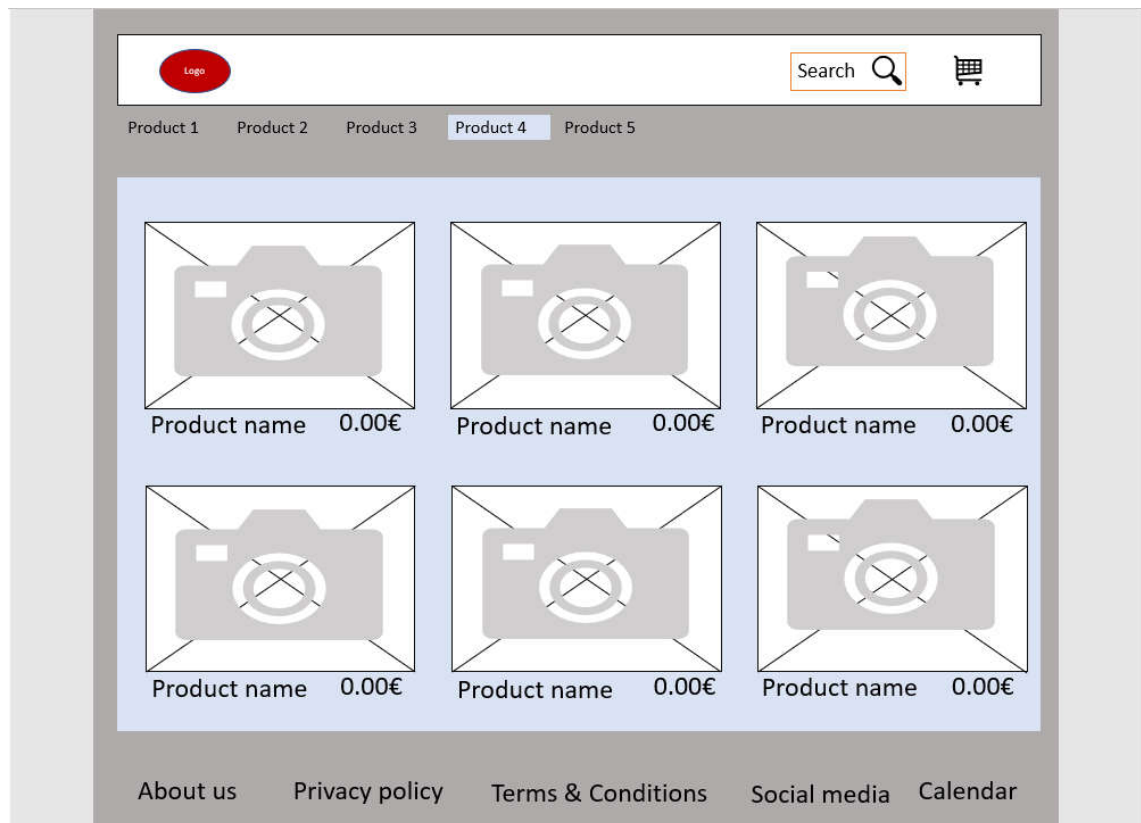 Logo
Search
Product 1 Product 2 Product 3 Product 4 Product 5
Product name 0.00€ Product name 0.00€ Product name 0.00€
Product name 0.00€ Product name 0.00€ Product name 0.00€
About us Privacy policy Terms & Conditions Social media Calendar